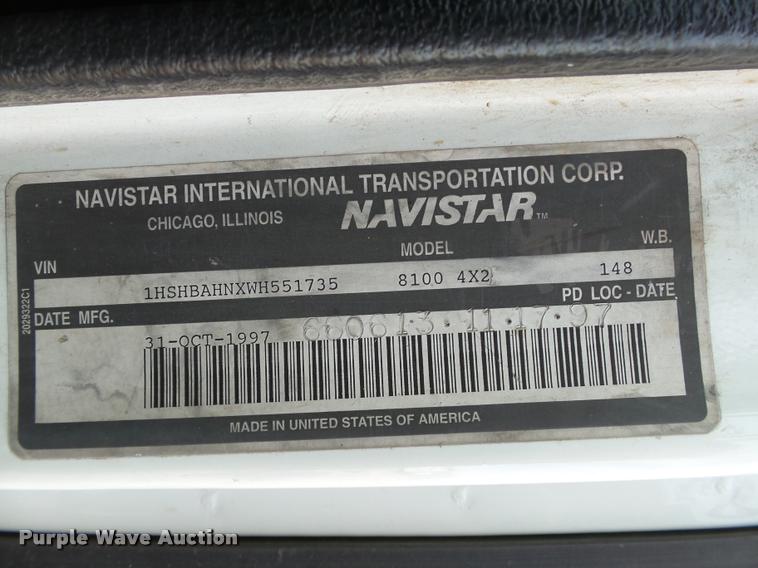 NAVISTAR INTERNATIONAL TRANSPORTATION CORP.
CHICAGO, ILLINOIS NAVISTAR™
VIN MODEL W.B.
1HSHBAHNXWH551735 8100 4X2 148
DATE MFG. PD LOC - DATE
31-OCT-1997 660613 11 17 97
MADE IN UNITED STATES OF AMERICA
2029322C1
Purple Wave Auction